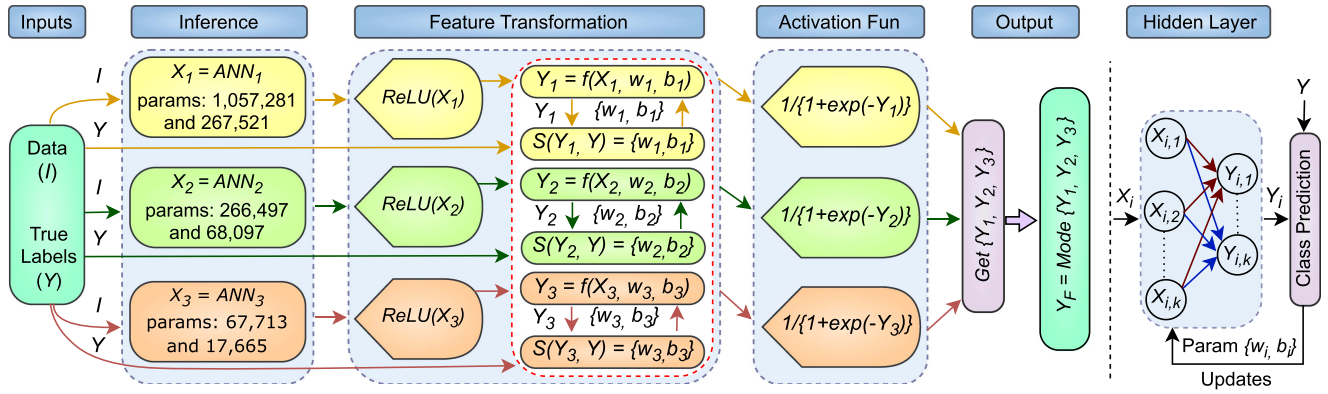 Inputs
Inference
Feature Transformation
Activation Fun
Output
Hidden Layer
Data
(I)
True
Labels
(Y)
I
Y
I
Y
I
Y
X1 = ANN1
params: 1,057,281
and 267,521
X2 = ANN2
params: 266,497
and 68,097
X3 = ANN3
params: 67,713
and 17,665
ReLU(X1)
ReLU(X2)
ReLU(X3)
Y1 = f(X1, w1, b1)
Y1 {w1, b1}
S(Y1, Y) = {w1,b1}
Y2 = f(X2, w2, b2)
Y2 {w2, b2}
S(Y2, Y) = {w2,b2}
Y3 = f(X3, w3, b3)
Y3 {w3, b3}
S(Y3, Y) = {w3,b3}
1/{1+exp(-Y1)}
1/{1+exp(-Y2)}
1/{1+exp(-Y3)}
Get {Y1, Y2, Y3}
YF = Mode {Y1, Y2, Y3}
Xi
Xi,1
Xi,2
Xi,k
Yi,1
Yi,k
Yi
Y
Class Prediction
Param {wi, bi}
Updates